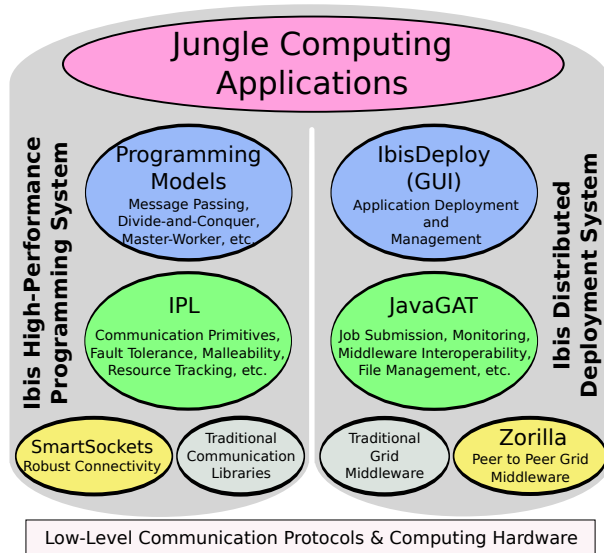 Jungle Computing
Applications
Ibis High-Performance
Programming System
Programming
Models
Message Passing,
Divide-and-Conquer,
Master-Worker, etc.
IbisDeploy
(GUI)
Application Deployment
and
Management
Ibis Distributed
Deployment System
IPL
Communication Primitives,
Fault Tolerance, Malleability,
Resource Tracking, etc.
JavaGAT
Job Submission, Monitoring,
Middleware Interoperability,
File Management, etc.
SmartSockets
Robust Connectivity
Traditional
Communication
Libraries
Traditional
Grid
Middleware
Zorilla
Peer to Peer Grid
Middleware
Low-Level Communication Protocols & Computing Hardware